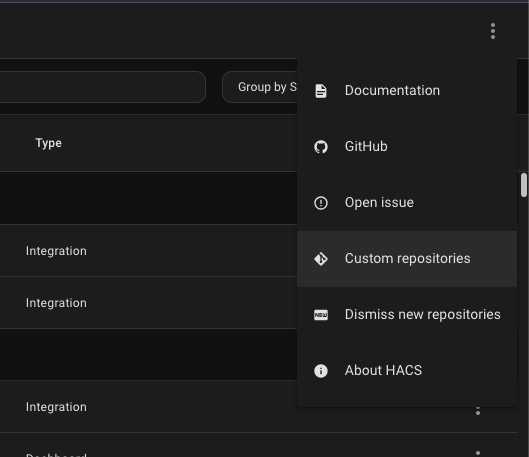 Group by S
Documentation
Type
GitHub
Open issue
Integration
Custom repositories
Integration
NEW
Dismiss new repositories
About HACS
Integration
Dashboard